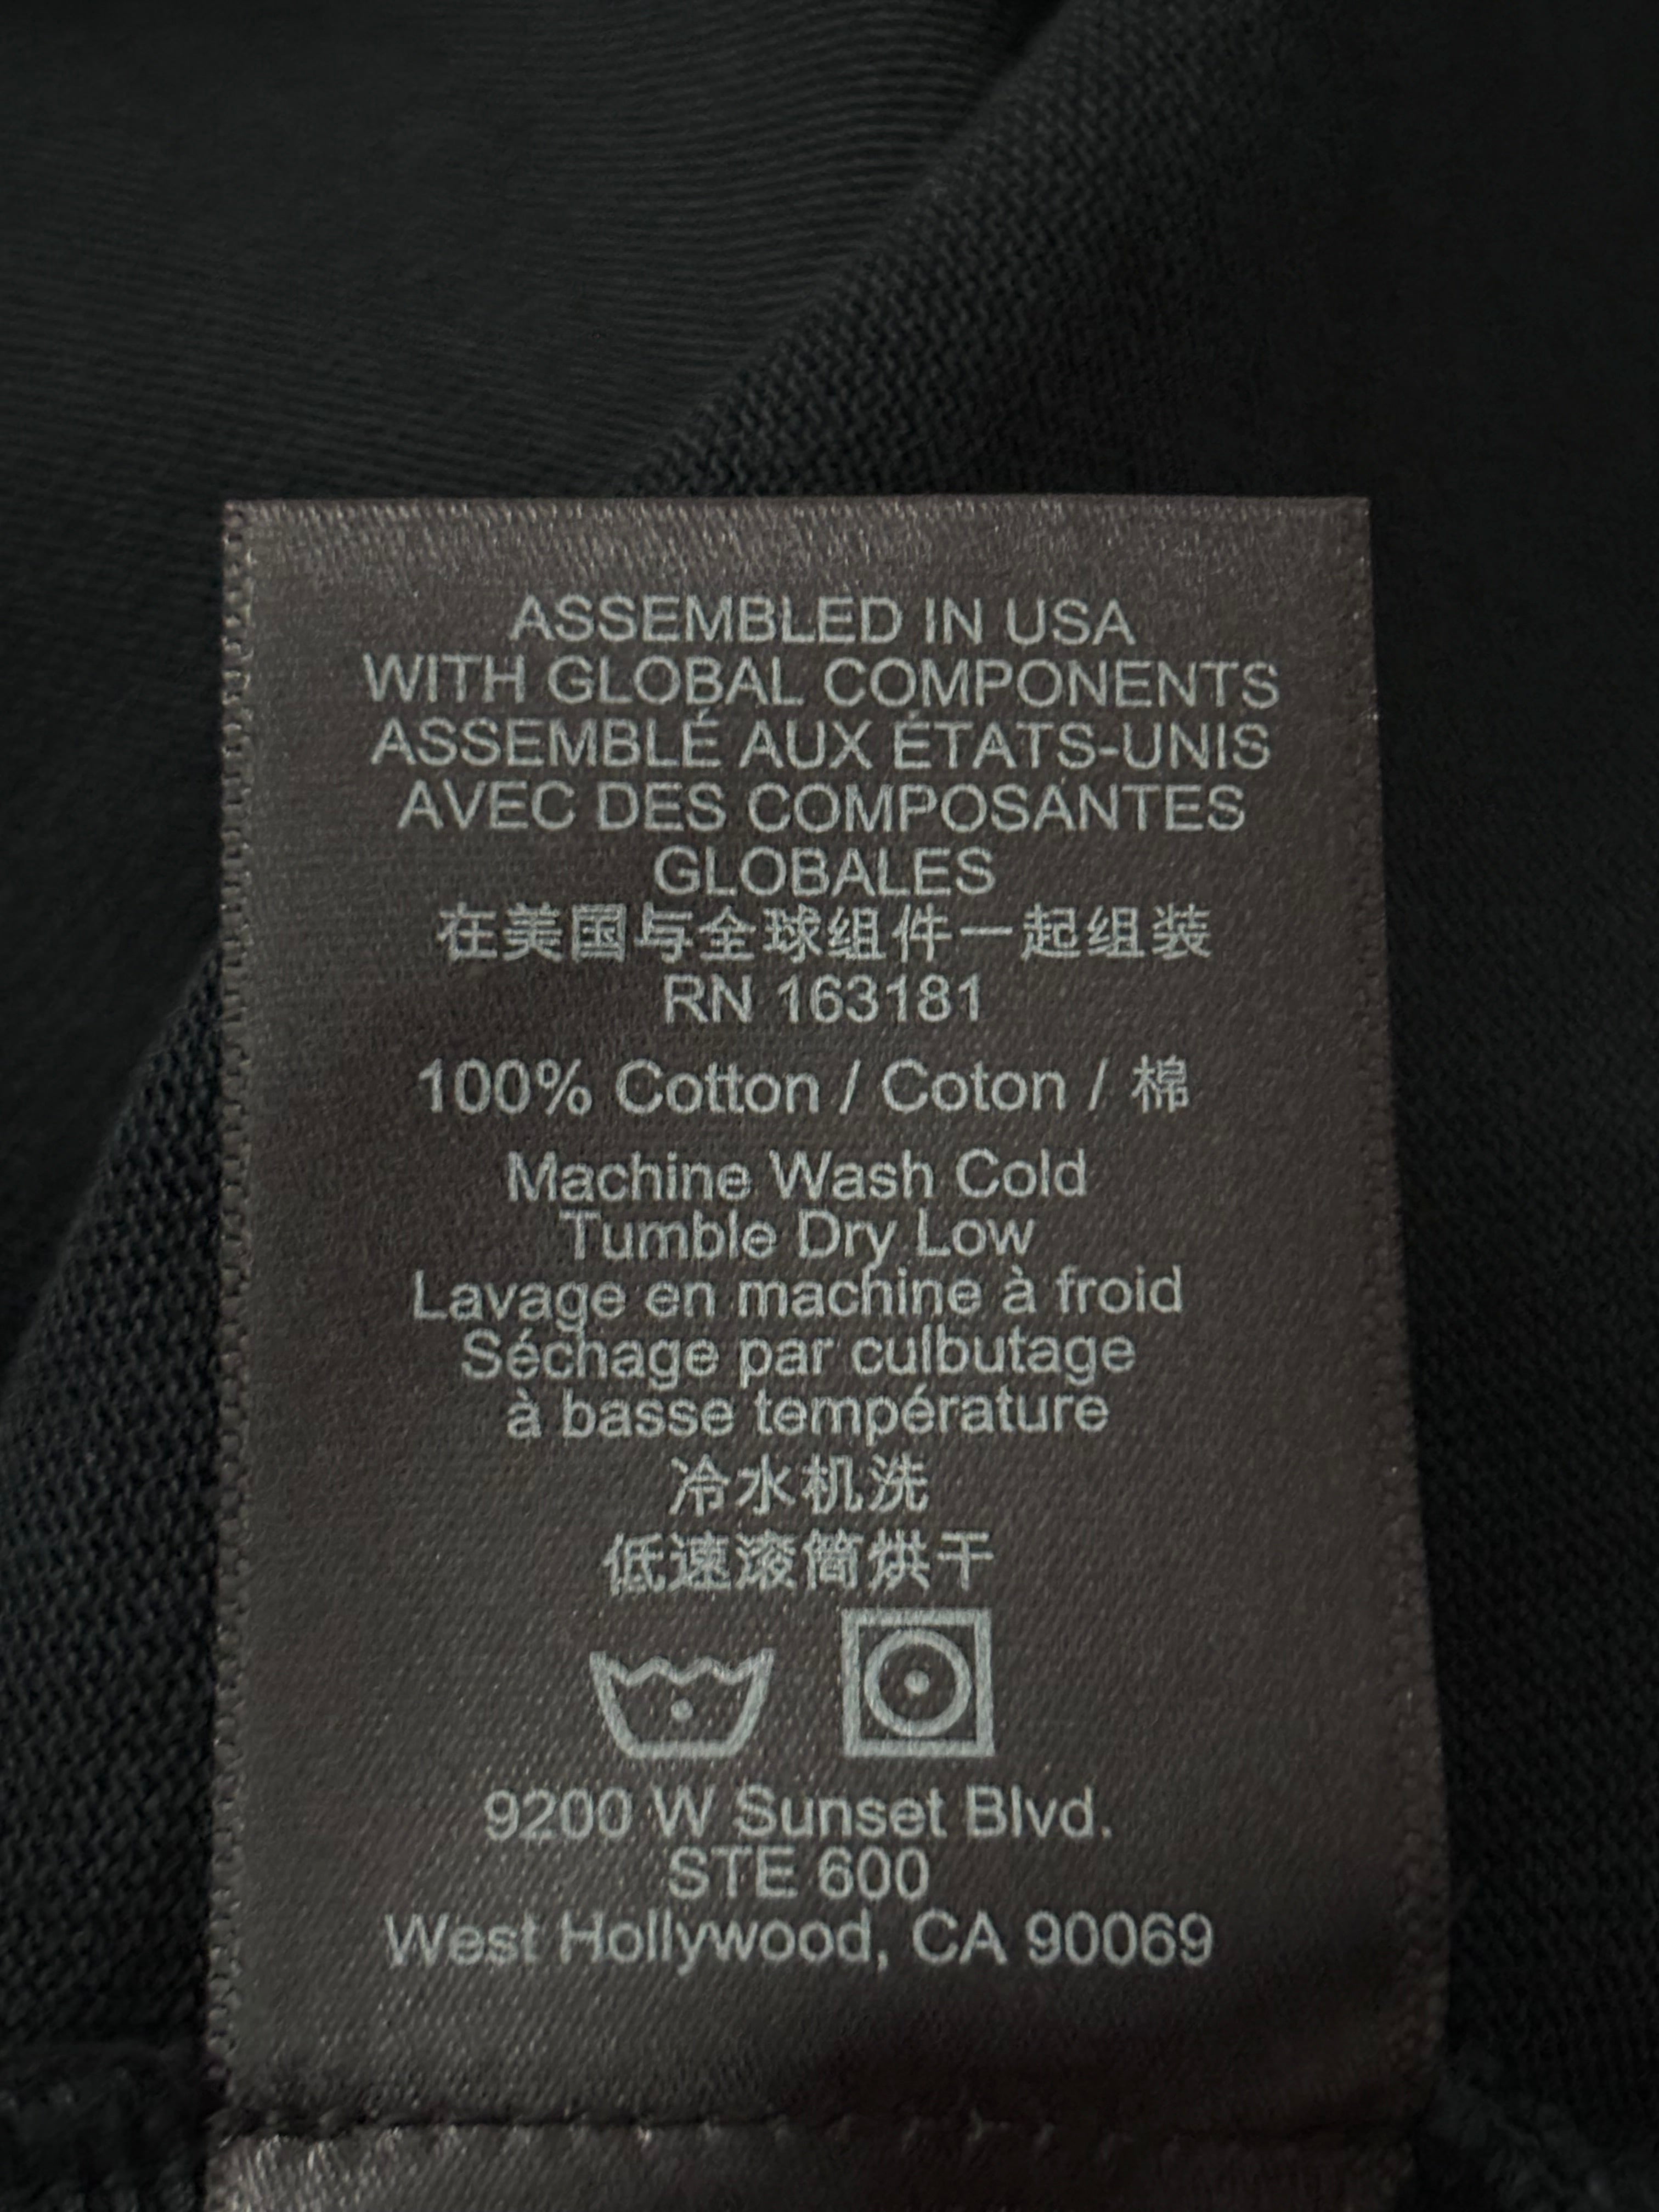 ASSEMBLED IN USA
WITH GLOBAL COMPONENTS
ASSEMBLÉ AUX ÉTATS-UNIS
AVEC DES COMPOSANTES
GLOBALES
在美国与全球组件一起组装
RN 163181
100% Cotton / Coton / 棉
Machine Wash Cold
Tumble Dry Low
Lavage en machine à froid
Séchage par culbutage
à basse température
冷水机洗
低速滚筒烘干
9200 W Sunset Blvd.
STE 600
West Hollywood, CA 90069